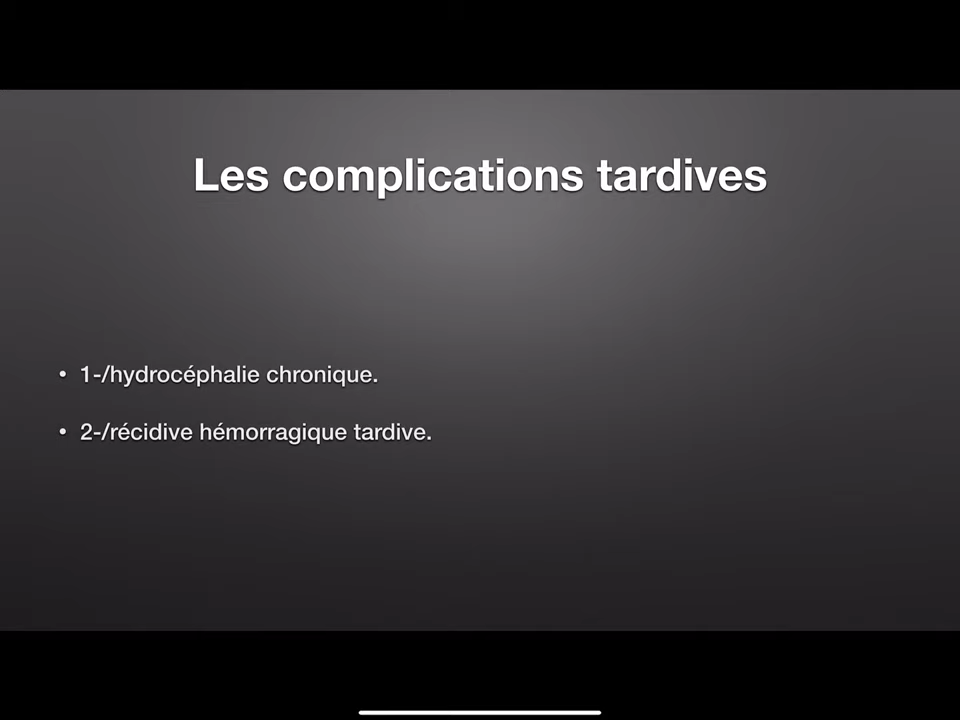 Les complications tardives
• 1-/hydrocéphalie chronique.
• 2-/récidive hémorragique tardive.